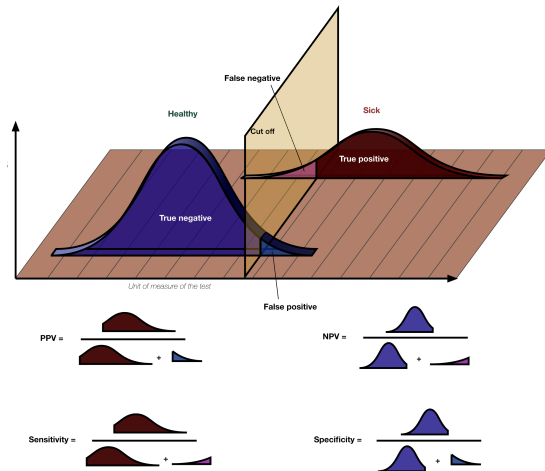 False negative
Healthy
Sick
Cut off
True positive
True negative
Unit of measure of the test
False positive
PPV =
+
NPV =
+
Sensitivity =
+
Specificity =
+